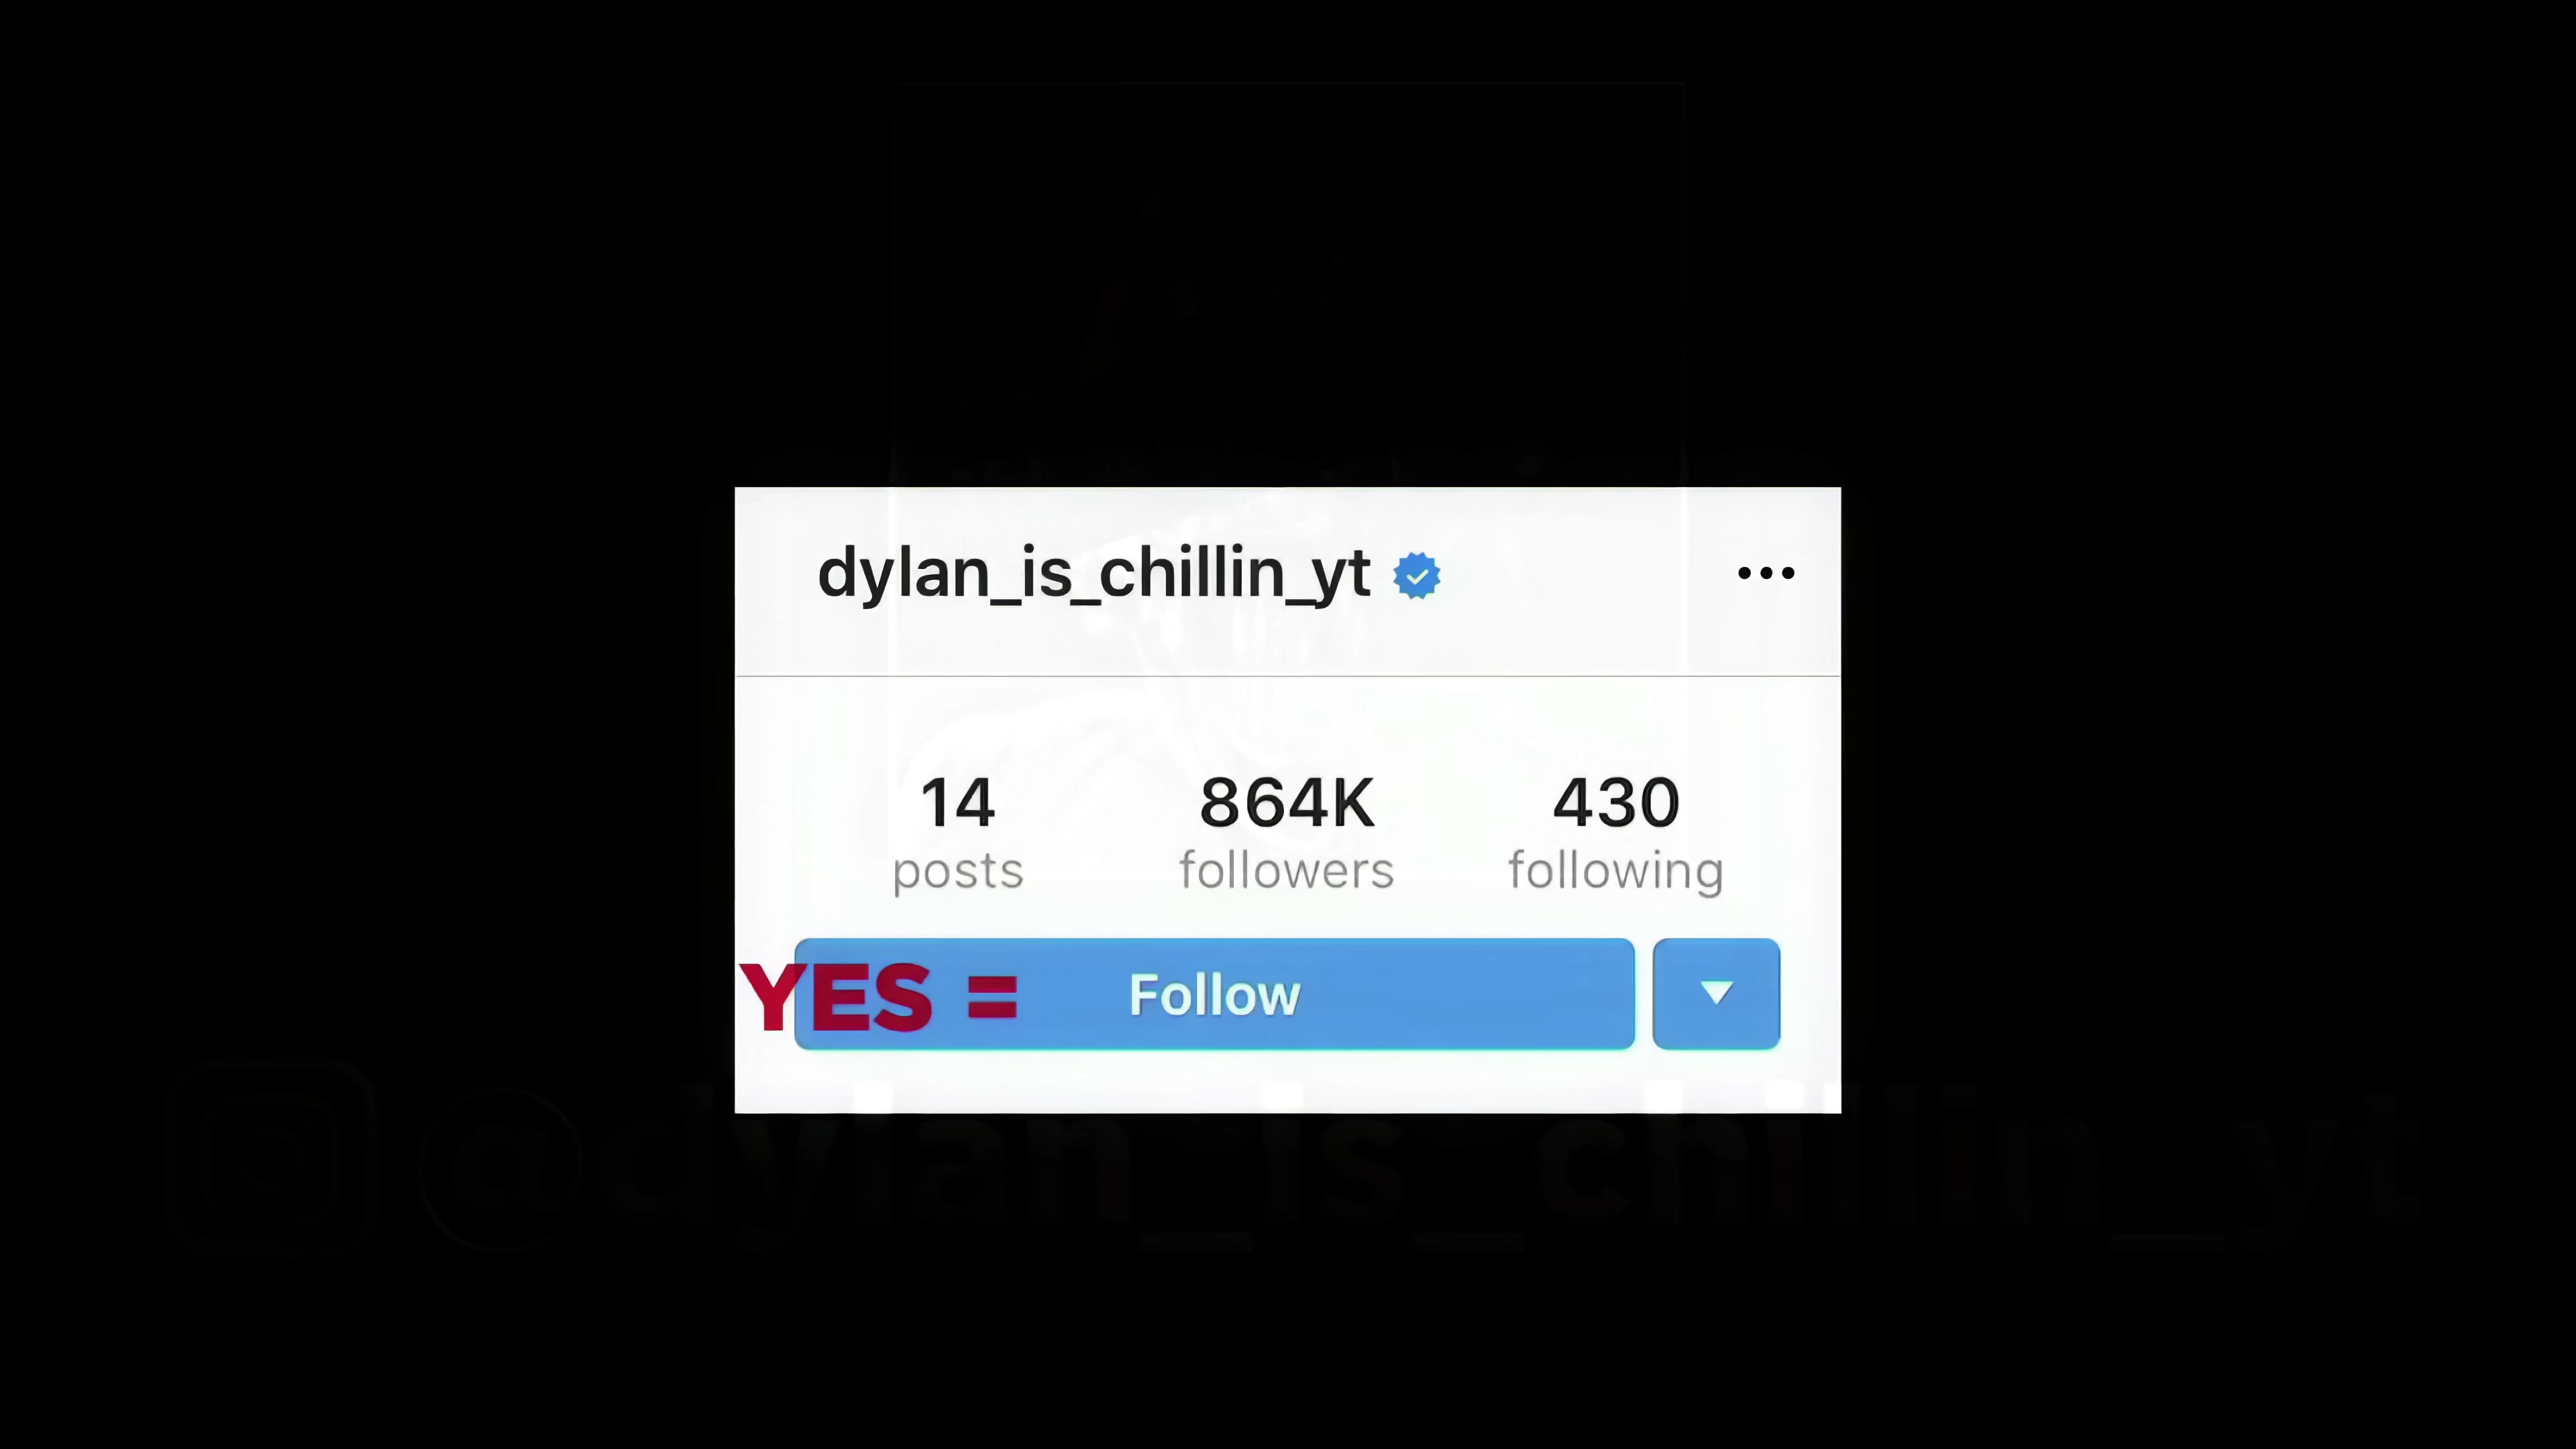 dylan_is_chillin_yt
14 864K 430
posts followers following
YES = Follow
@dylan_is_chillin_yt